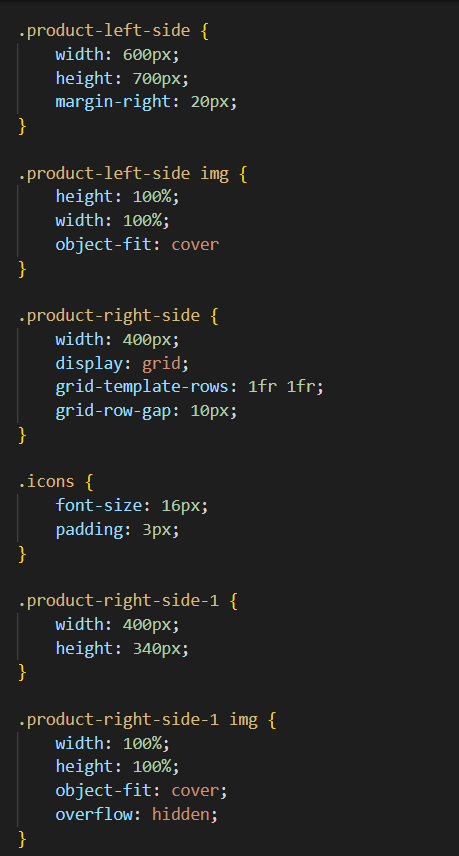 .product-left-side {
    width: 600px;
    height: 700px;
    margin-right: 20px;
}

.product-left-side img {
    height: 100%;
    width: 100%;
    object-fit: cover
}

.product-right-side {
    width: 400px;
    display: grid;
    grid-template-rows: 1fr 1fr;
    grid-row-gap: 10px;
}

.icons {
    font-size: 16px;
    padding: 3px;
}

.product-right-side-1 {
    width: 400px;
    height: 340px;
}

.product-right-side-1 img {
    width: 100%;
    height: 100%;
    object-fit: cover;
    overflow: hidden;
}